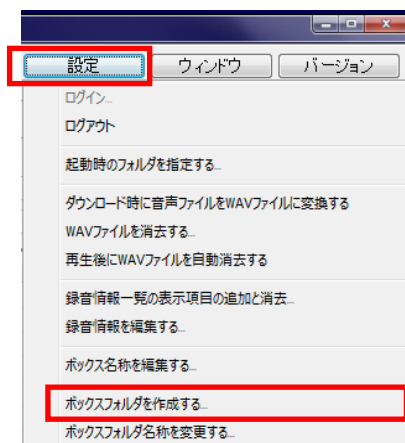 設定 ウィンドウ バージョン
ログイン...
ログアウト
起動時のフォルダを指定する...
ダウンロード時に音声ファイルをWAVファイルに変換する
WAVファイルを消去する...
再生後にWAVファイルを自動消去する
録音情報一覧の表示項目の追加と消去...
録音情報を編集する...
ボックス名称を編集する...
ボックスフォルダを作成する...
ボックスフォルダ名称を変更する...